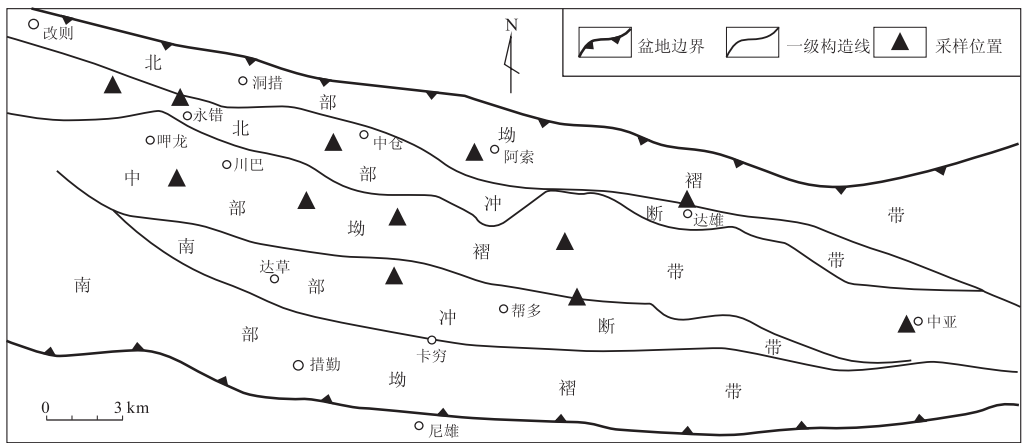 改则
N
盆地边界
一级构造线
采样位置
北部坳褶带
洞措
永错
北部冲断带
中仓
阿索
呷龙
川巴
中部坳褶带
达雄
南部冲断带
达草
帮多
中亚
南部坳褶带
卡穷
措勤
尼雄
0 3 km